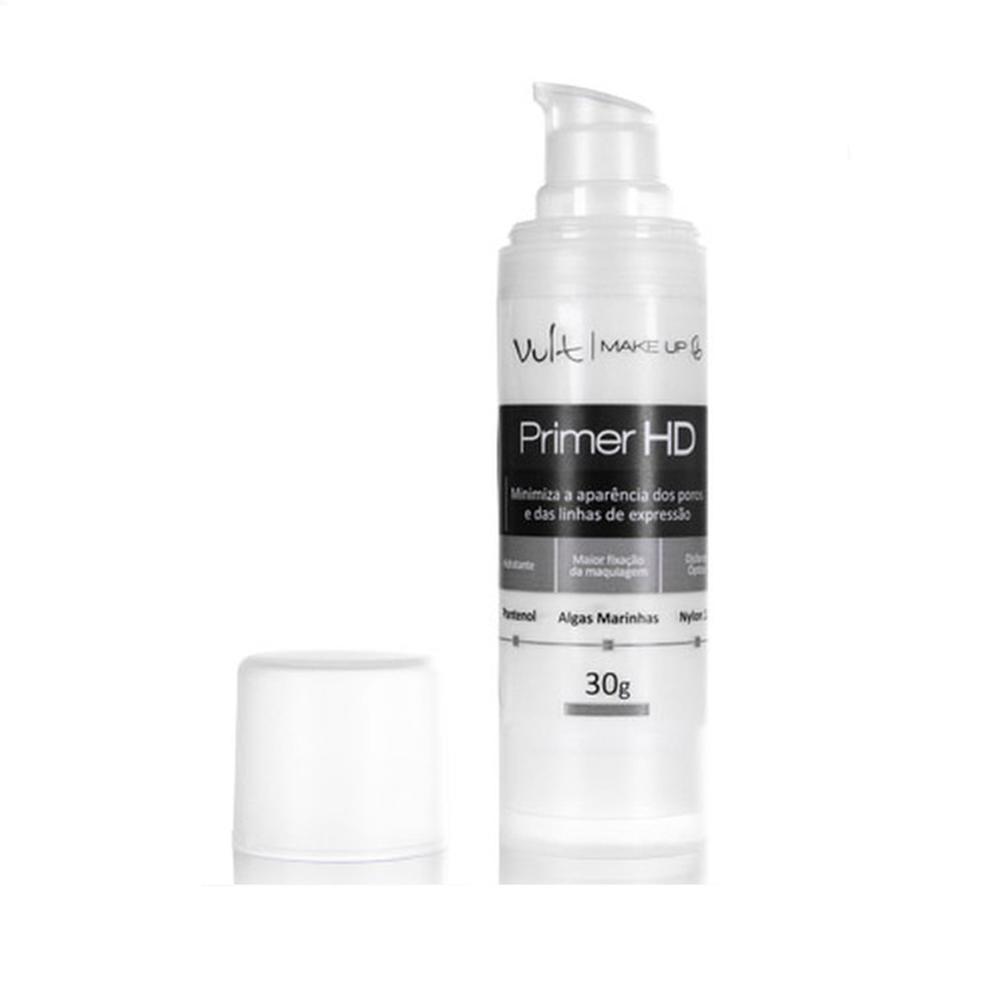 Vult | MAKE UP
Primer HD
Minimiza a aparência dos poros
e das linhas de expressão
Maior fixação
da maquiagem
Pantenol Algas Marinhas Nylon
30g